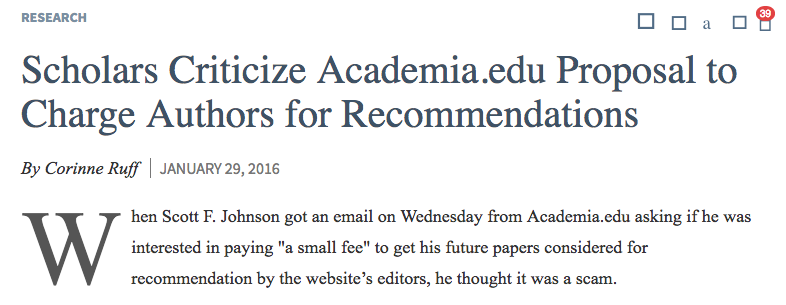 RESEARCH
a
39
Scholars Criticize Academia.edu Proposal to
Charge Authors for Recommendations
By Corinne Ruff | JANUARY 29, 2016
When Scott F. Johnson got an email on Wednesday from Academia.edu asking if he was
interested in paying "a small fee" to get his future papers considered for
recommendation by the website’s editors, he thought it was a scam.